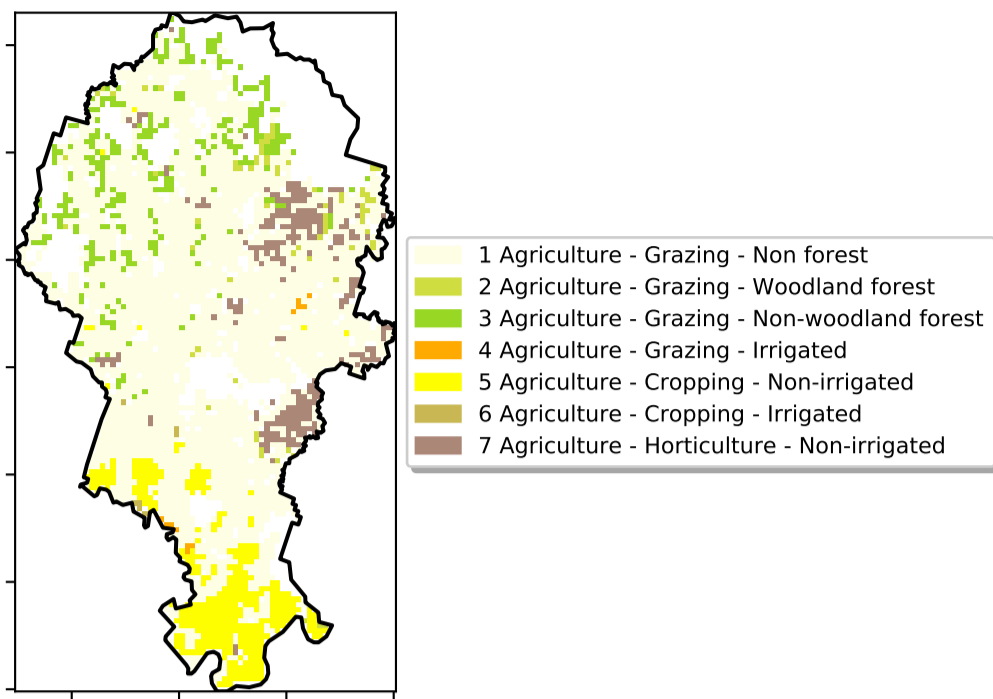 1 Agriculture - Grazing - Non forest
2 Agriculture - Grazing - Woodland forest
3 Agriculture - Grazing - Non-woodland forest
4 Agriculture - Grazing - Irrigated
5 Agriculture - Cropping - Non-irrigated
6 Agriculture - Cropping - Irrigated
7 Agriculture - Horticulture - Non-irrigated